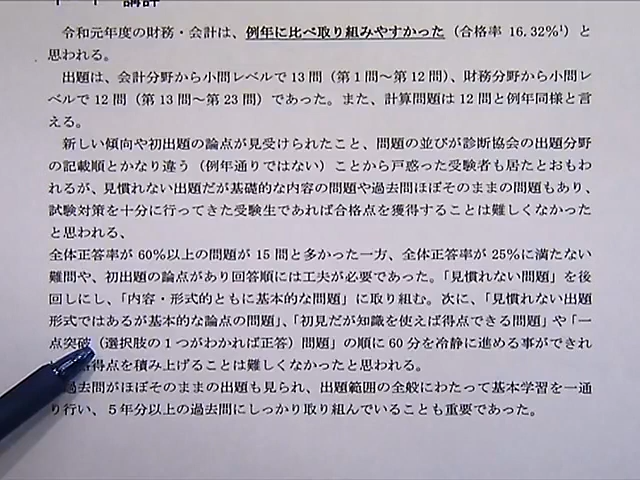 講評
令和元年度の財務・会計は、例年に比べ取り組みやすかった（合格率 16.32%¹）と
思われる。
出題は、会計分野から小問レベルで 13 問（第１問～第 12 問）、財務分野から小問レ
ベルで 12 問（第 13 問～第 23 問）であった。また、計算問題は 12 問と例年同様と言
える。
新しい傾向や初出題の論点が見受けられたこと、問題の並びが診断協会の出題分野
の記載順とかなり違う（例年通りではない）ことから戸惑った受験者も居たとおもわ
れるが、見慣れない出題だが基礎的な内容の問題や過去問ほぼそのままの問題もあり、
試験対策を十分に行ってきた受験生であれば合格点を獲得することは難しくなかった
と思われる、
全体正答率が 60%以上の問題が 15 問と多かった一方、全体正答率が 25%に満たない
難問や、初出題の論点があり回答順には工夫が必要であった。「見慣れない問題」を後
回しにし、「内容・形式的ともに基本的な問題」に取り組む。次に、「見慣れない出題
形式ではあるが基本的な論点の問題」、「初見だが知識を使えば得点できる問題」や「一
点突破（選択肢の１つがわかれば正答）問題」の順に 60 分を冷静に進める事ができれ
得点を積み上げることは難しくなかったと思われる。
過去問がほぼそのままの出題も見られ、出題範囲の全般にわたって基本学習を一通
り行い、５年分以上の過去問にしっかり取り組んでいることも重要であった。